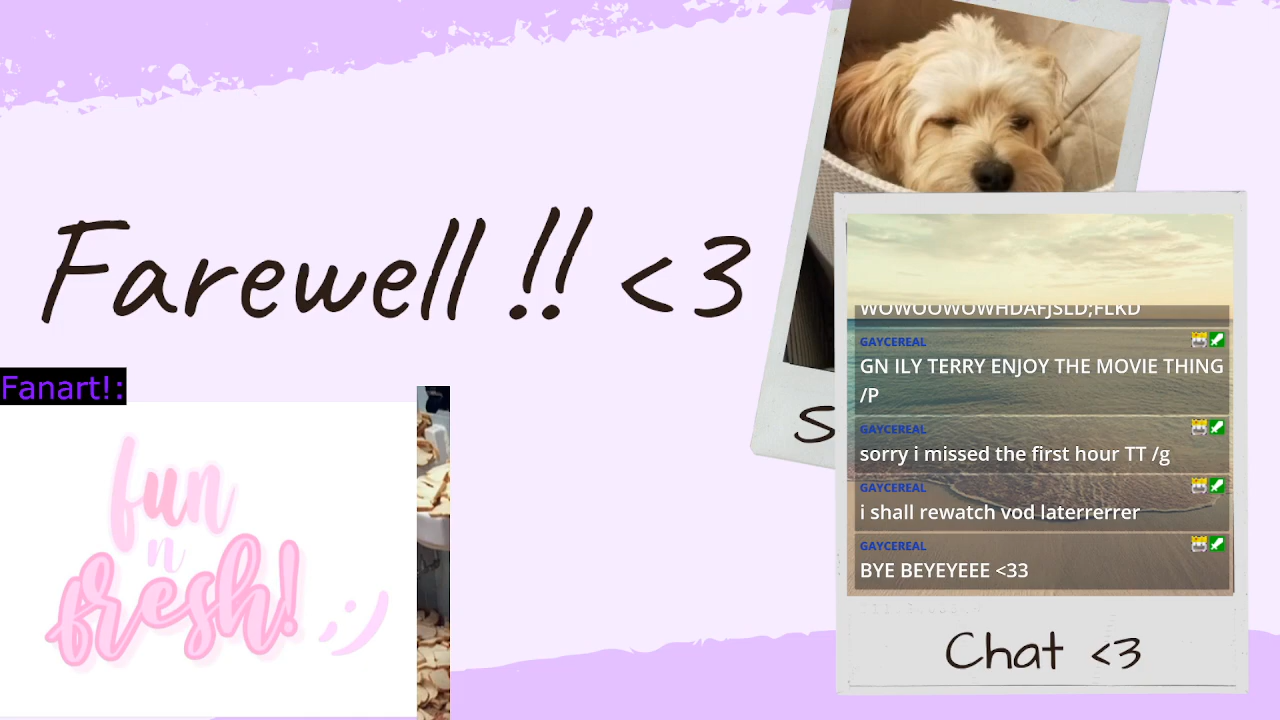 Farewell !! <3
WOWOOWOWHDAFJSLD;FLKD
GAYCEREAL
GN ILY TERRY ENJOY THE MOVIE THING
/P
GAYCEREAL
sorry i missed the first hour TT /g
GAYCEREAL
i shall rewatch vod laterrerrer
GAYCEREAL
BYE BEYEYEEE <33
Chat <3
Fanart!:
fun
n
fresh! ;)